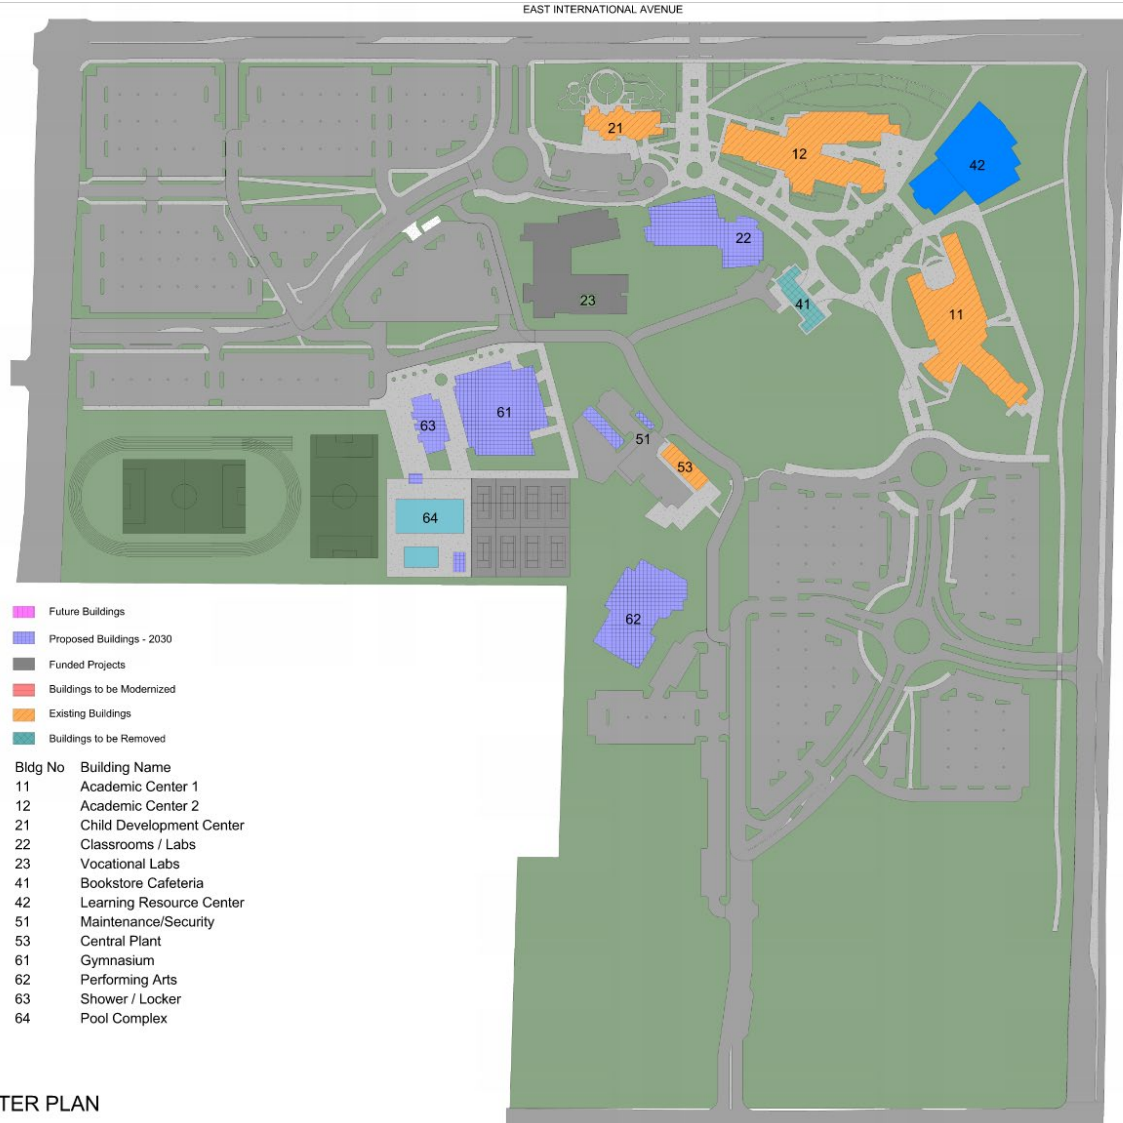 EAST INTERNATIONAL AVENUE
21
12
42
22
23
41
11
61
63
51
53
64
62
Future Buildings
Proposed Buildings - 2030
Funded Projects
Buildings to be Modernized
Existing Buildings
Buildings to be Removed
Bldg No Building Name
11 Academic Center 1
12 Academic Center 2
21 Child Development Center
22 Classrooms / Labs
23 Vocational Labs
41 Bookstore Cafeteria
42 Learning Resource Center
51 Maintenance/Security
53 Central Plant
61 Gymnasium
62 Performing Arts
63 Shower / Locker
64 Pool Complex
TER PLAN